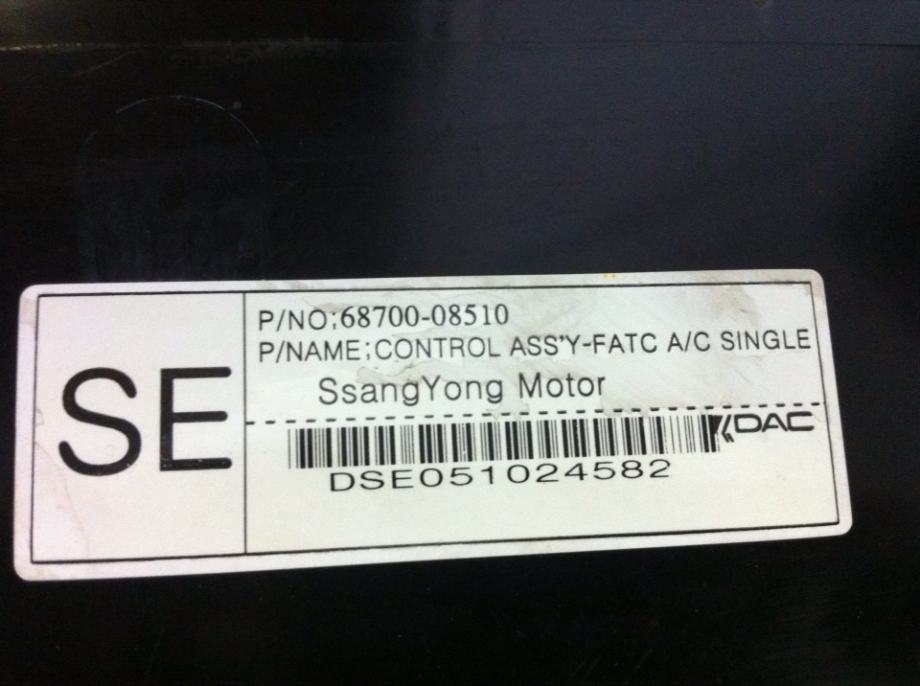 SE
P/NO;68700-08510
P/NAME;CONTROL ASS'Y-FATC A/C SINGLE
SsangYong Motor
DAC
DSE051024582